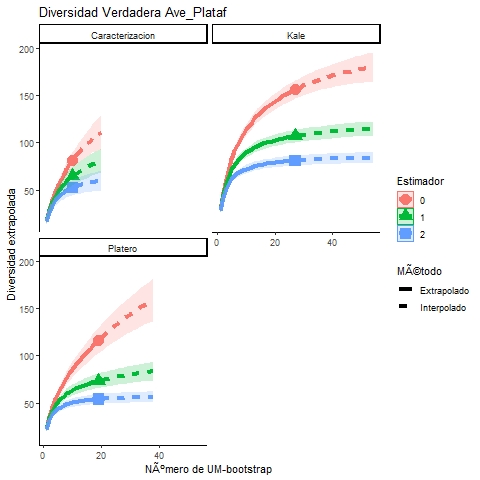 Diversidad Verdadera Ave_Plataf
Caracterizacion
Kale
200
150
100
50
0 20 40
Platero
200
150
100
50
0 20 40
Diversidad extrapolada
NÃºmero de UM-bootstrap
Estimador
0
1
2
MÃ©todo
Extrapolado
Interpolado